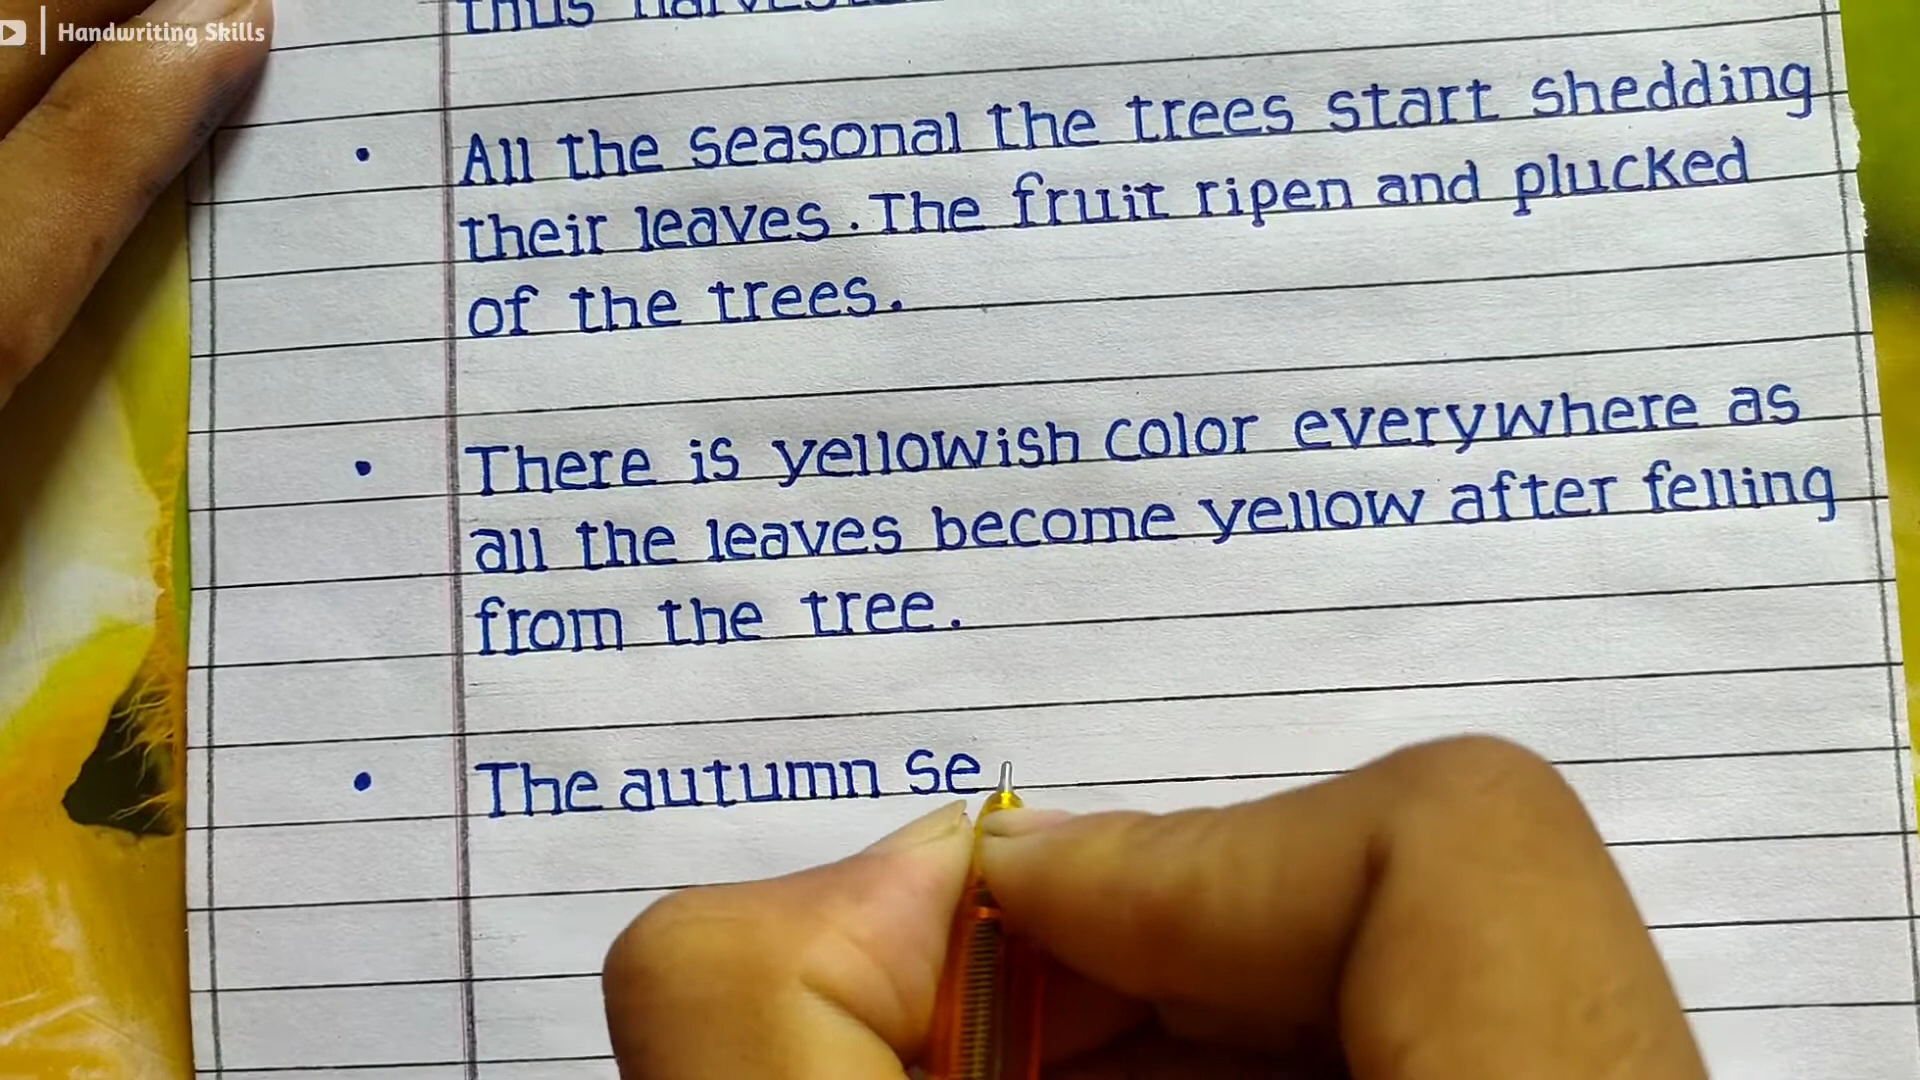 Handwriting Skills
thus
• All the seasonal the trees start shedding
their leaves. The fruit ripen and plucked
of the trees.
• There is yellowish color everywhere as
all the leaves become yellow after felling
from the tree.
• The autumn se